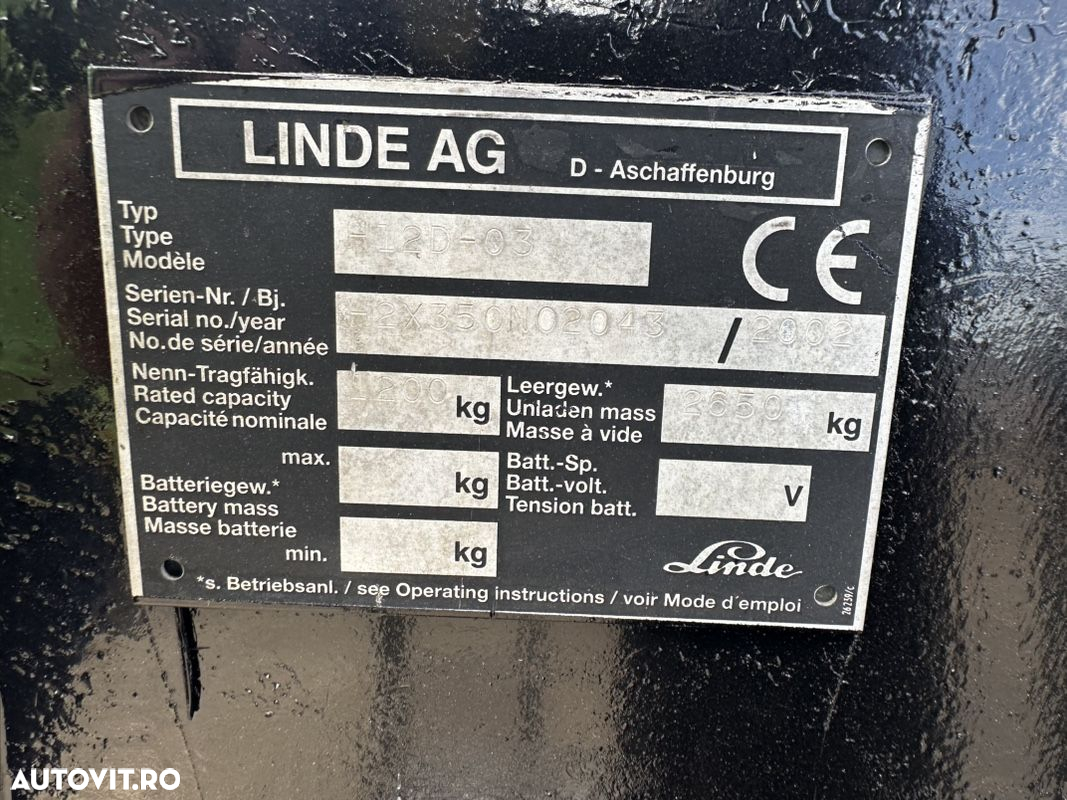 LINDE AG D - Aschaffenburg
Typ
Type
Modèle
H12D-03
CE
Serien-Nr. / Bj.
Serial no./year
No.de série/année
H2X350N02043 / 2002
Nenn-Tragfähigk.
Rated capacity
Capacité nominale
1200 kg
Leergew.*
Unladen mass
Masse à vide
2650 kg
max.
kg
Batteriegew.*
Battery mass
Masse batterie
min.
kg
Batt.-Sp.
Batt.-volt.
Tension batt.
V
Linde
*s. Betriebsanl. / see Operating instructions / voir Mode d´emploi
26239/c
AUTOVIT.RO